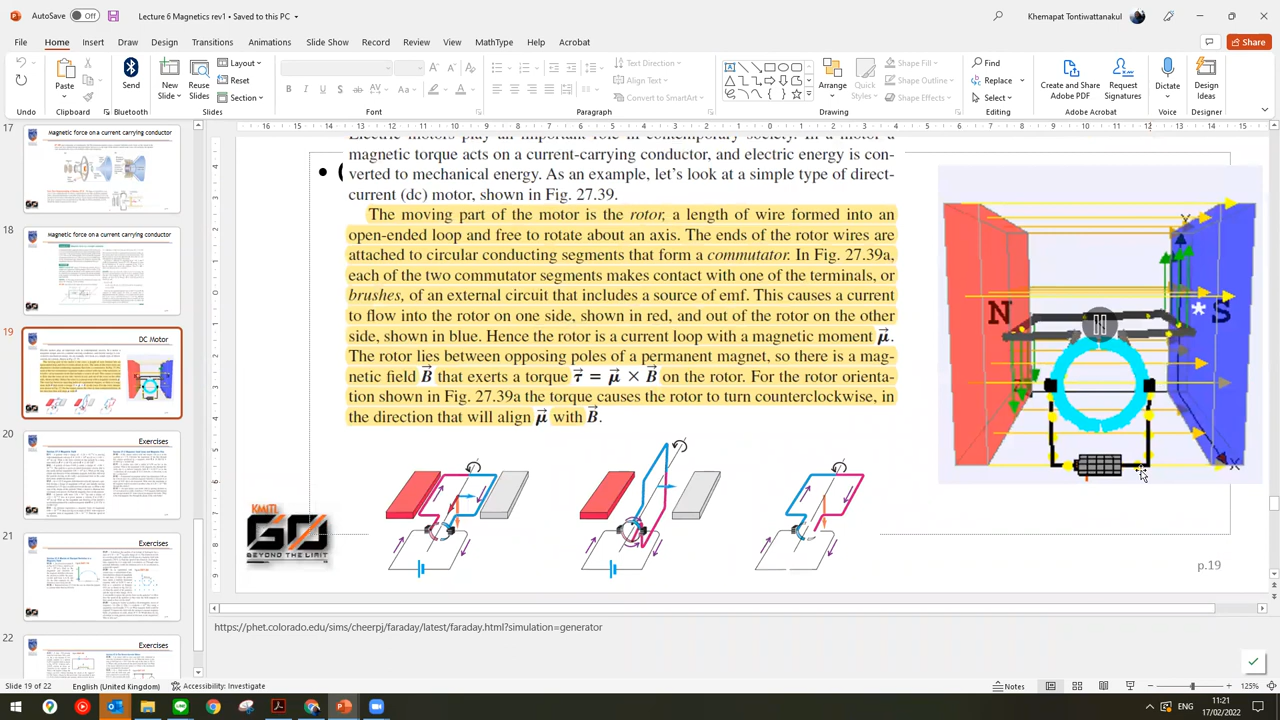 AutoSave Off Lecture 6 Magnetics rev1 • Saved to this PC Khemapat Tontiwattanakul
File Home Insert Draw Design Transitions Animations Slide Show Record Review View MathType Help Acrobat Share
Paste Send New Slide Reuse Slides Layout Reset Section Text Direction Align Text Convert to SmartArt Arrange Quick Styles Shape Fill Shape Outline Shape Effects Find Replace Select Create and Share Adobe PDF Request Signatures Dictate Design Ideas
Undo Clipboard Bluetooth Slides Font Paragraph Drawing Editing Adobe Acrobat Voice Designer
17
Magnetic force on a current carrying conductor
18
Magnetic force on a current carrying conductor
19
DC Motor
20
Exercises
21
Exercises
22
Exercises
Electric motors play an important role in contemporary society. In a motor a
magnetic torque acts on a current-carrying conductor, and electric energy is con-
verted to mechanical energy. As an example, let's look at a simple type of direct-
current (dc) motor, shown in Fig. 27.39.
The moving part of the motor is the rotor, a length of wire formed into an
open-ended loop and free to rotate about an axis. The ends of the rotor wires are
attached to circular conducting segments that form a commutator. In Fig. 27.39a,
each of the two commutator segments makes contact with one of the terminals, or
brushes, of an external circuit that includes a source of emf. This causes a current
to flow into the rotor on one side, shown in red, and out of the rotor on the other
side, shown in blue. Hence the rotor is a current loop with a magnetic moment μ⃗.
The rotor lies between opposing poles of a permanent magnet, so there is a mag-
netic field B⃗ that exerts a torque τ⃗ = μ⃗ × B⃗ on the rotor. For the rotor orienta-
tion shown in Fig. 27.39a the torque causes the rotor to turn counterclockwise, in
the direction that will align μ⃗ with B⃗.
N S
Y
KMITL
GO
BEYOND THE LIMIT
p.19
https://phet.colorado.edu/sims/cheerpj/faraday/latest/faraday.html?simulation=generator
Slide 19 of 22 English (United Kingdom) Accessibility: Investigate Notes 125%
ENG 11:21
17/02/2022